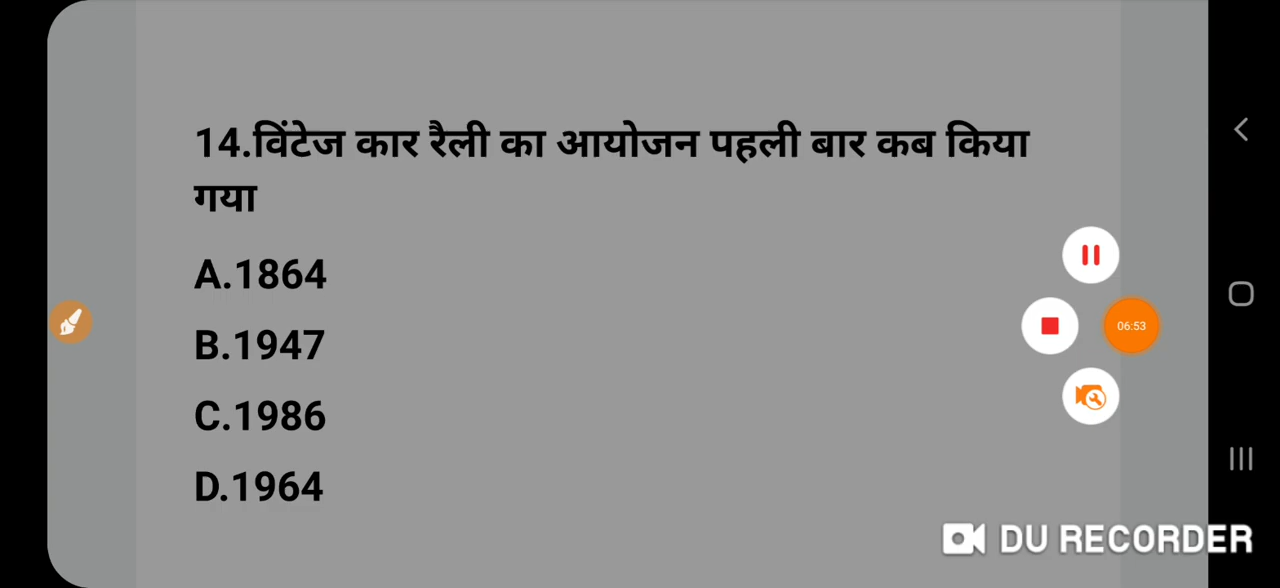 14.विंटेज कार रैली का आयोजन पहली बार कब किया
गया
A.1864
B.1947
06:53
C.1986
D.1964
DU RECORDER